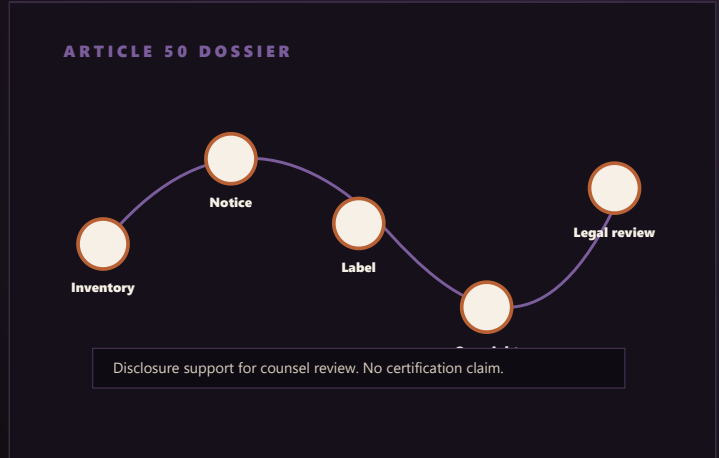 ARTICLE 50 DOSSIER
Notice
Legal review
Label
Inventory
Disclosure support for counsel review. No certification claim.